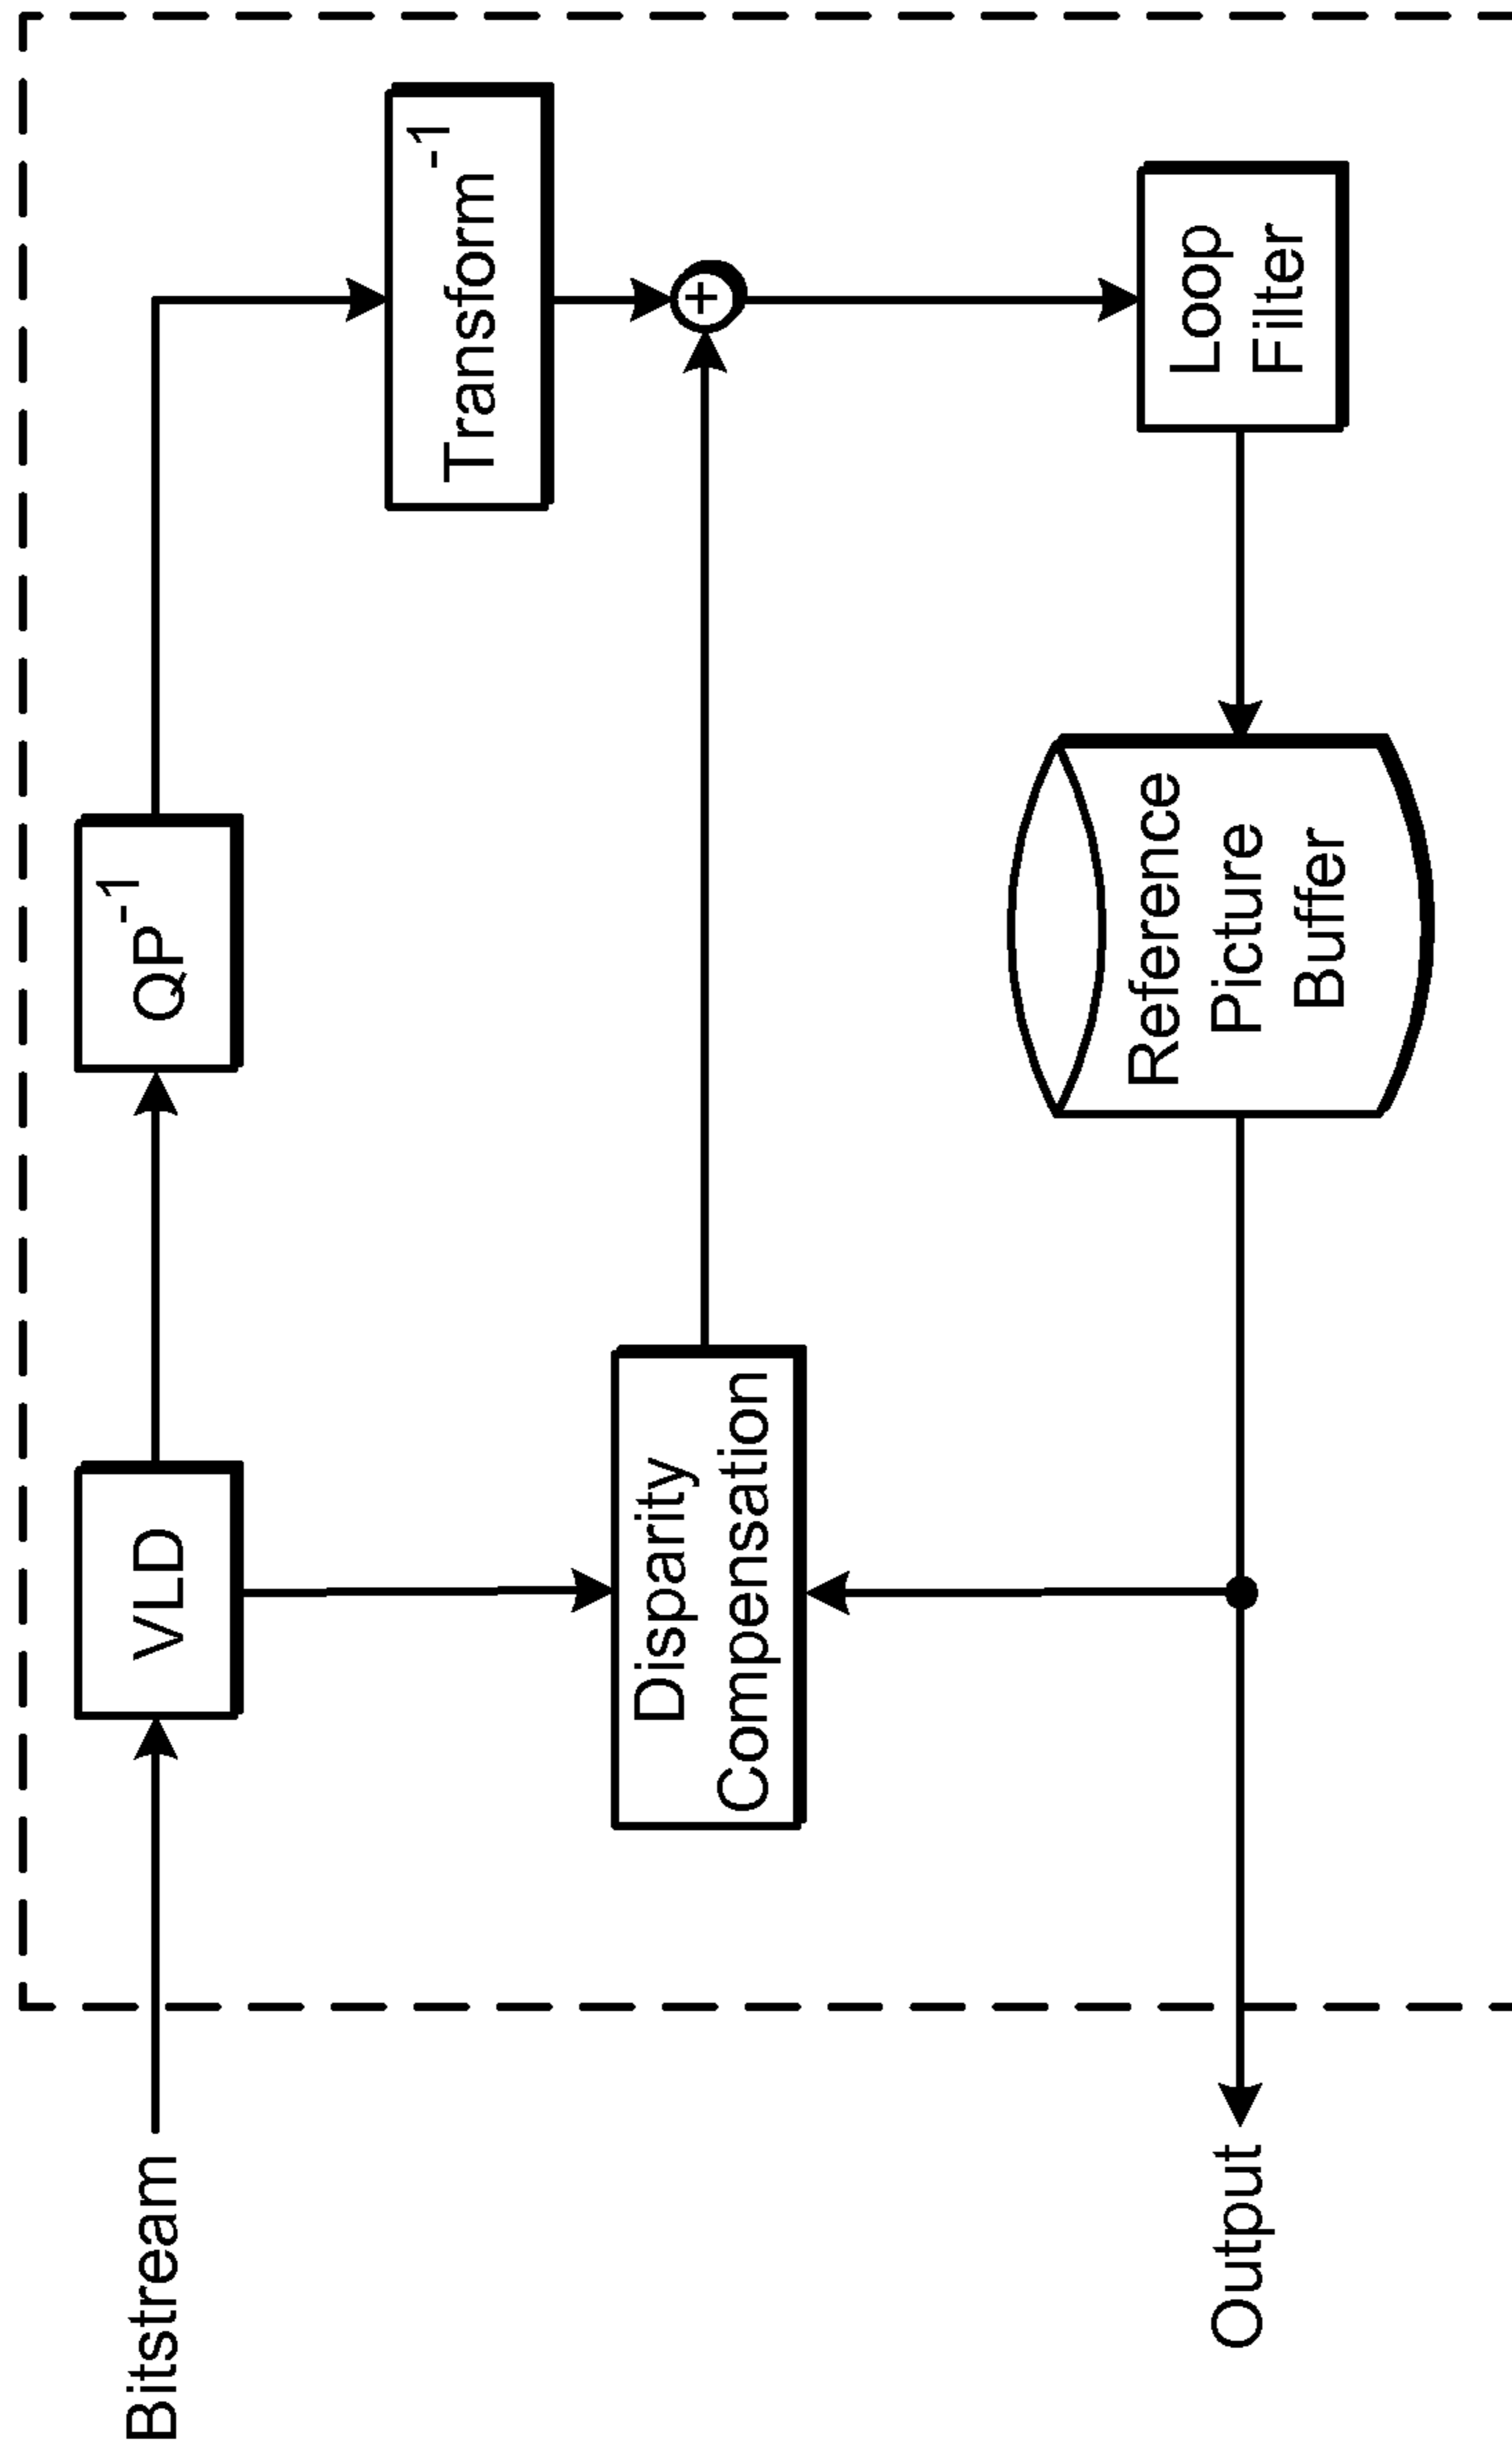 Bitstream
VLD
QP-1
Transform-1
+
Disparity
Compensation
Loop
Filter
Reference
Picture
Buffer
Output